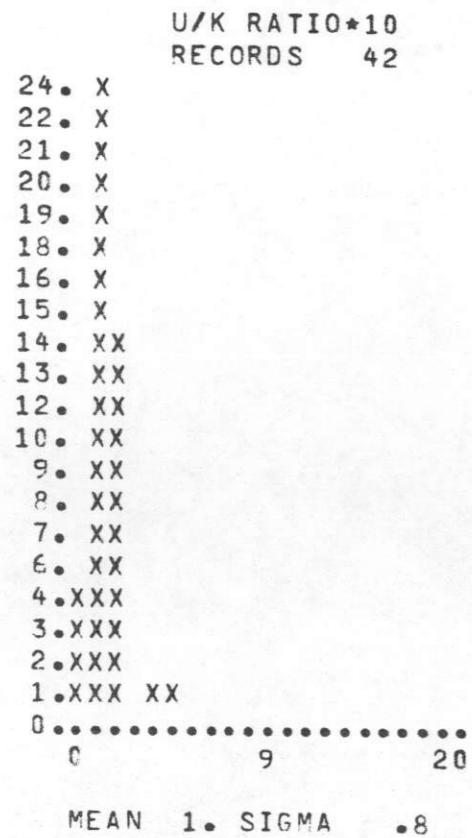 U/K RATIO*10
RECORDS 42
24. X
22. X
21. X
20. X
19. X
18. X
16. X
15. X
14. XX
13. XX
12. XX
10. XX
9. XX
8. XX
7. XX
6. XX
4.XXX
3.XXX
2.XXX
1.XXX XX
0......................
0 9 20
MEAN 1. SIGMA .8